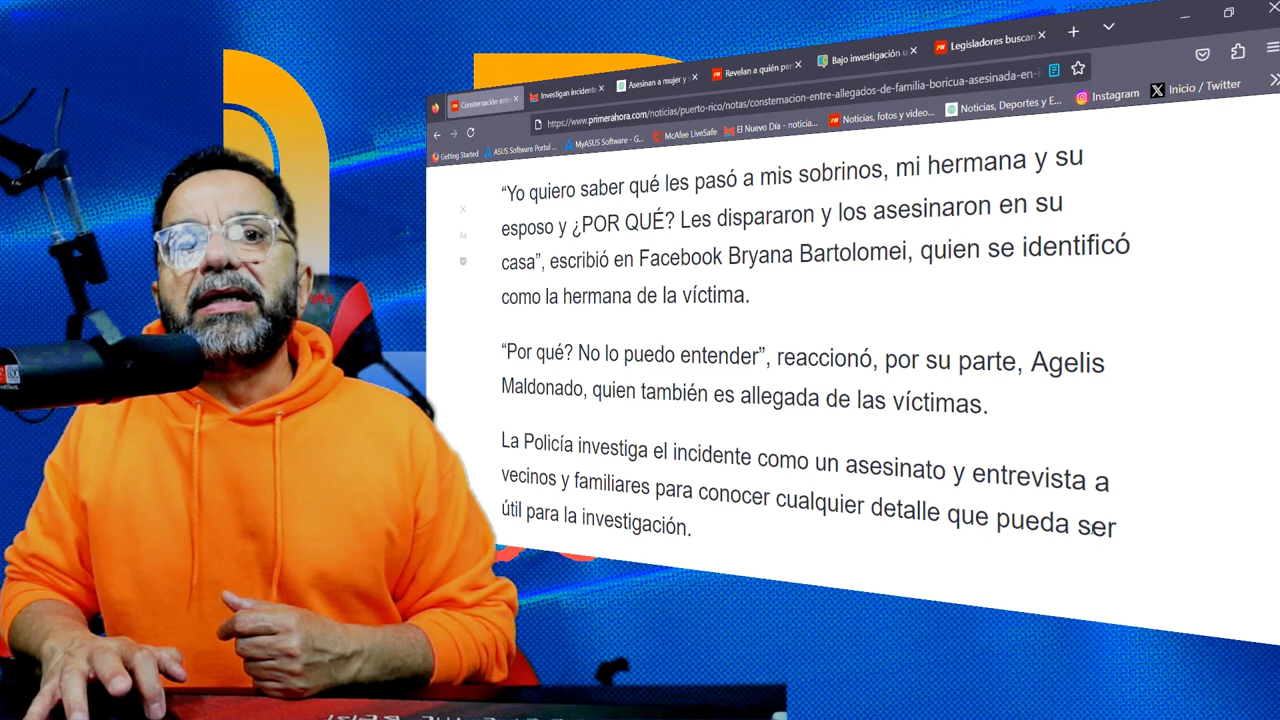 Consternación entr
Investigan incidente
Asesinan a mujer y s
Revelan a quién per
Bajo investigación u
Legisladores buscan
https://www.primerahora.com/noticias/puerto-rico/notas/consternacion-entre-allegados-de-familia-boricua-asesinada-en-i
Getting Started
ASUS Software Portal ...
MyASUS Software - G...
McAfee LiveSafe
El Nuevo Día - noticia...
Noticias, fotos y video...
Noticias, Deportes y E...
Instagram
Inicio / Twitter
“Yo quiero saber qué les pasó a mis sobrinos, mi hermana y su
esposo y ¿POR QUÉ? Les dispararon y los asesinaron en su
casa”, escribió en Facebook Bryana Bartolomei, quien se identificó
como la hermana de la víctima.
“Por qué? No lo puedo entender”, reaccionó, por su parte, Agelis
Maldonado, quien también es allegada de las víctimas.
La Policía investiga el incidente como un asesinato y entrevista a
vecinos y familiares para conocer cualquier detalle que pueda ser
útil para la investigación.